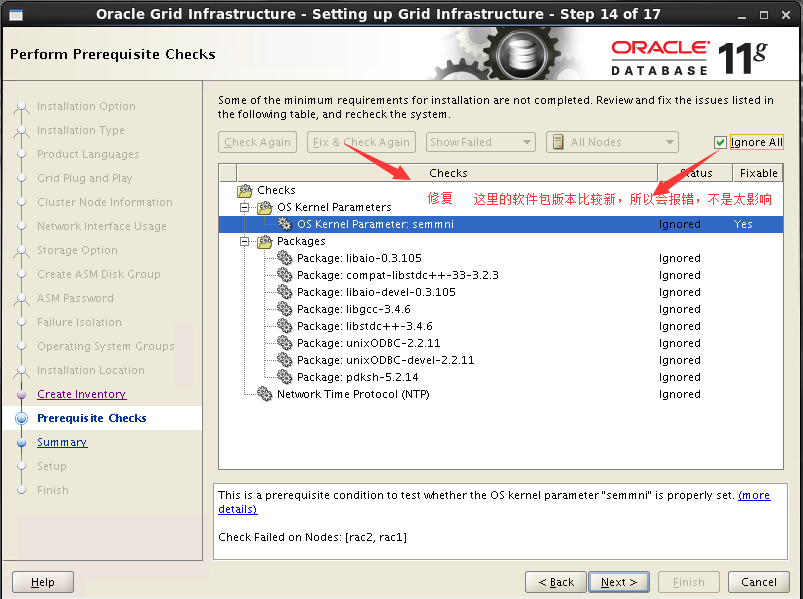 Oracle Grid Infrastructure - Setting up Grid Infrastructure - Step 14 of 17
Perform Prerequisite Checks
ORACLE
DATABASE
11g
Installation Option
Installation Type
Product Languages
Grid Plug and Play
Cluster Node Information
Network Interface Usage
Storage Option
Create ASM Disk Group
ASM Password
Failure Isolation
Operating System Groups
Installation Location
Create Inventory
Prerequisite Checks
Summary
Setup
Finish
Some of the minimum requirements for installation are not completed. Review and fix the issues listed in
the following table, and recheck the system.
Check Again
Fix & Check Again
Show Failed
All Nodes
Ignore All
Checks Status Fixable
Checks
修复 这里的软件包版本比较新，所以会报错，不是太影响
OS Kernel Parameters
OS Kernel Parameter: semmni Ignored Yes
Packages
Package: libaio-0.3.105 Ignored
Package: compat-libstdc++-33-3.2.3 Ignored
Package: libaio-devel-0.3.105 Ignored
Package: libgcc-3.4.6 Ignored
Package: libstdc++-3.4.6 Ignored
Package: unixODBC-2.2.11 Ignored
Package: unixODBC-devel-2.2.11 Ignored
Package: pdksh-5.2.14 Ignored
Network Time Protocol (NTP) Ignored
This is a prerequisite condition to test whether the OS kernel parameter "semmni" is properly set. (more
details)
Check Failed on Nodes: [rac2, rac1]
Help
< Back
Next >
Finish
Cancel